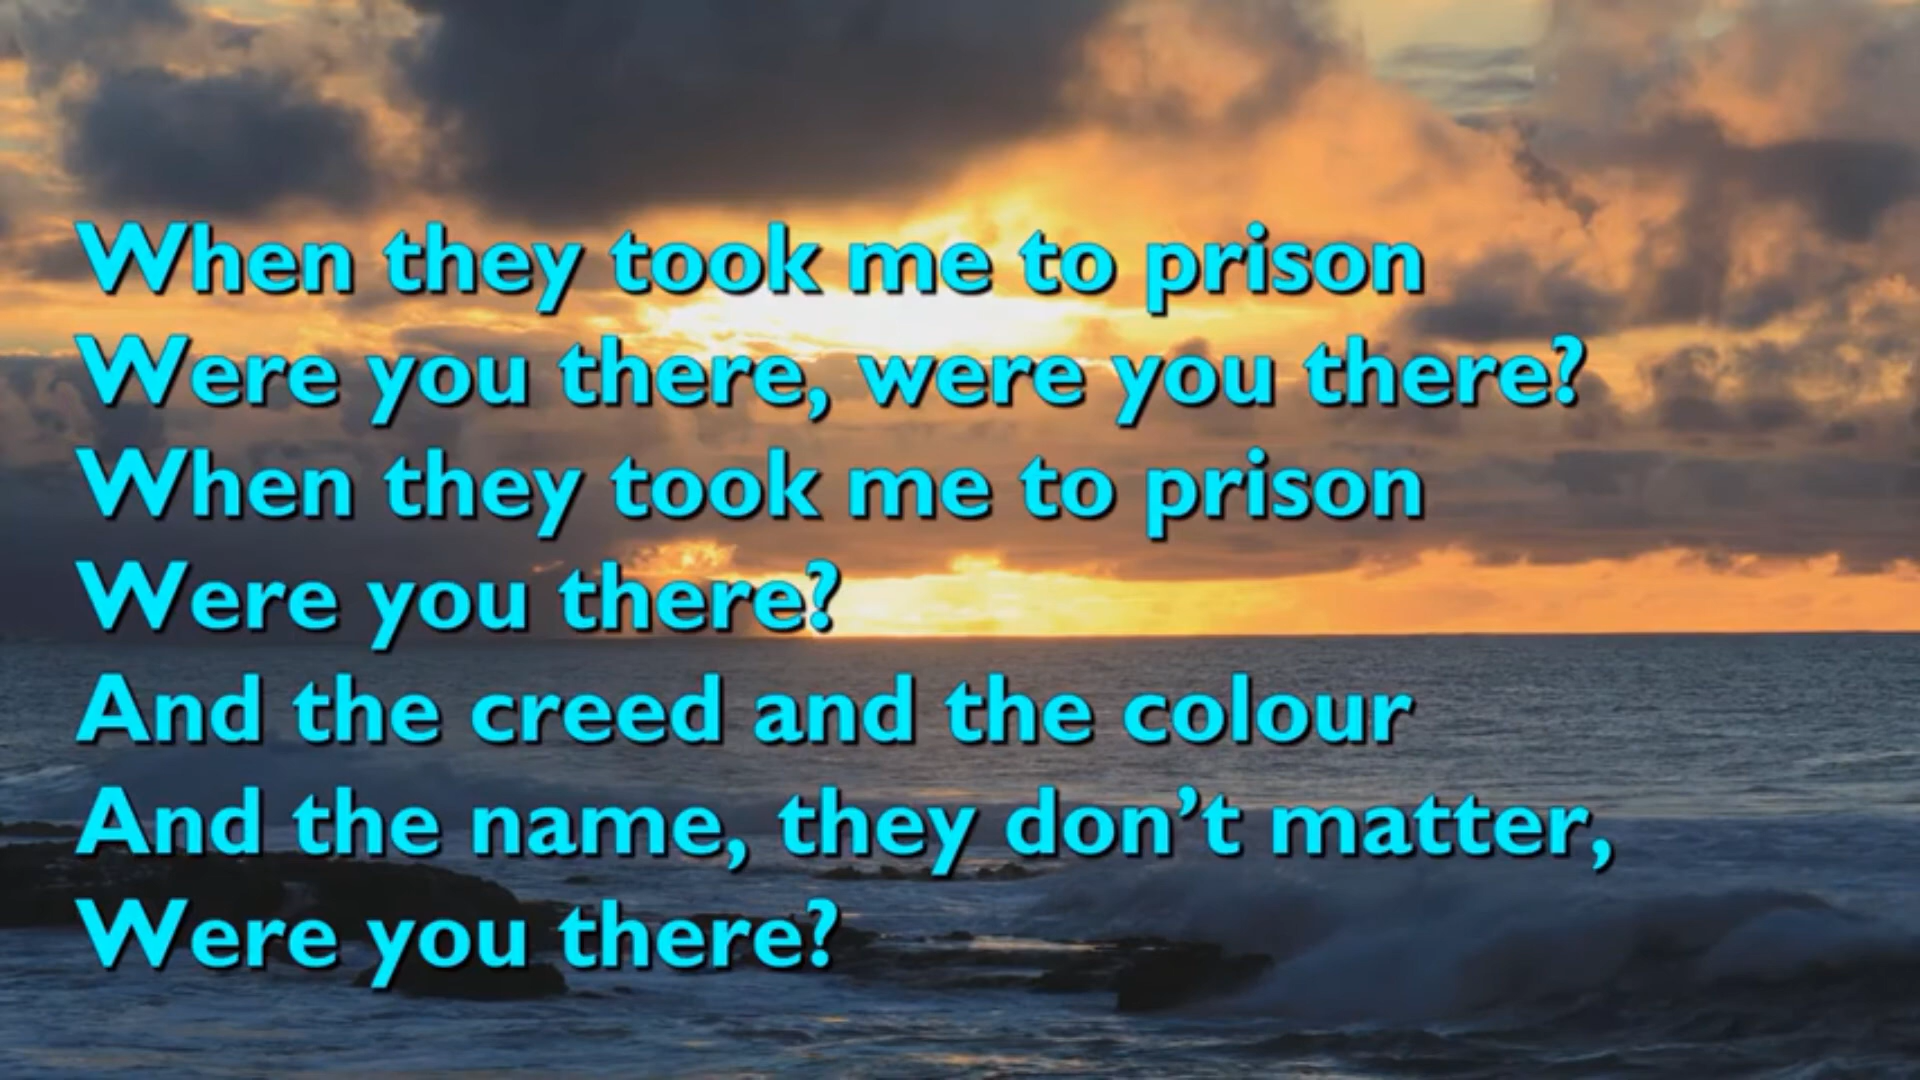 When they took me to prison
Were you there, were you there?
When they took me to prison
Were you there?
And the creed and the colour
And the name, they don’t matter,
Were you there?